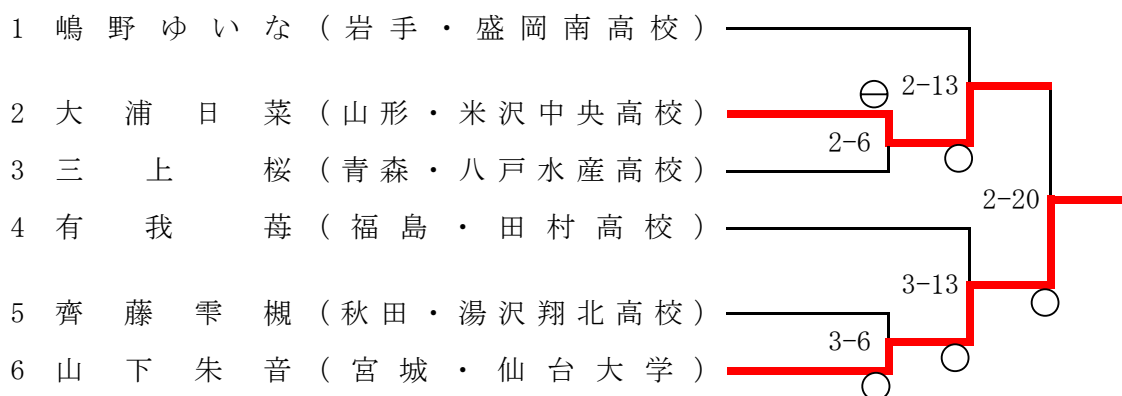 1 嶋野ゆいな (岩手・盛岡南高校)
2-13
2 大浦日菜 (山形・米沢中央高校)
2-6
3 三上桜 (青森・八戸水産高校)
2-20
4 有我苺 (福島・田村高校)
3-13
5 齊藤雫槻 (秋田・湯沢翔北高校)
3-6
6 山下朱音 (宮城・仙台大学)